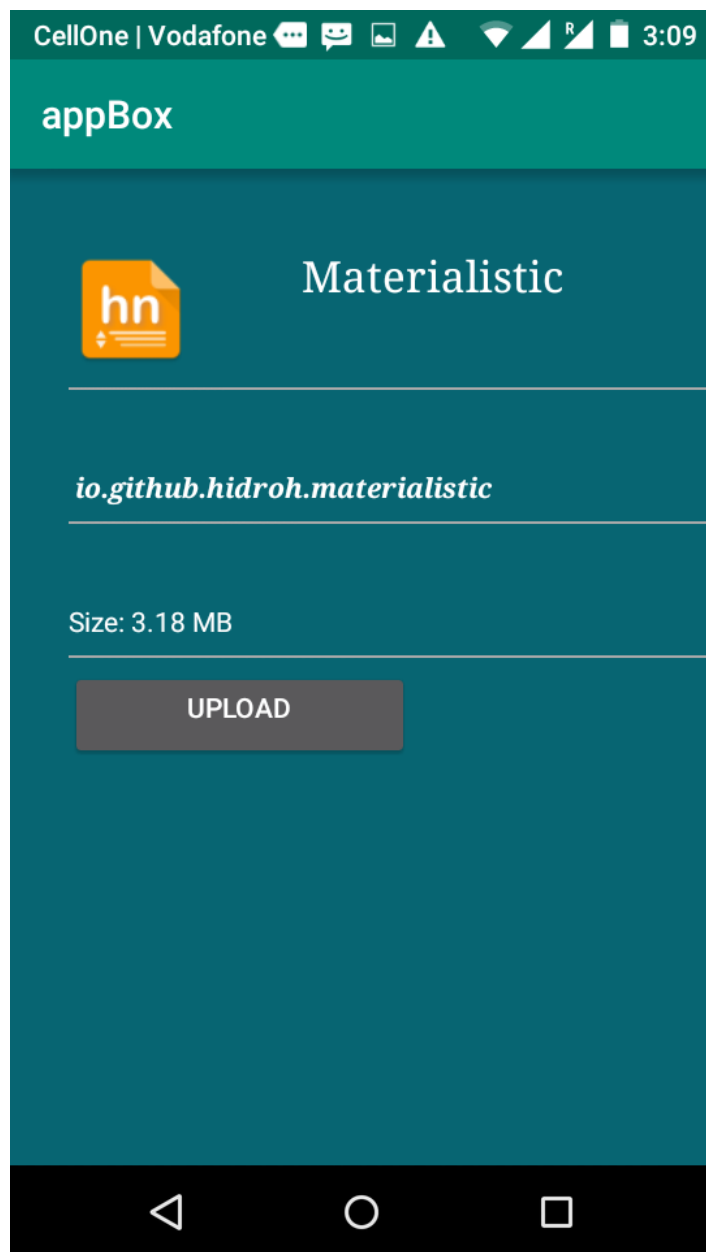 CellOne | Vodafone R 3:09
appBox
hn
Materialistic
io.github.hidroh.materialistic
Size: 3.18 MB
UPLOAD